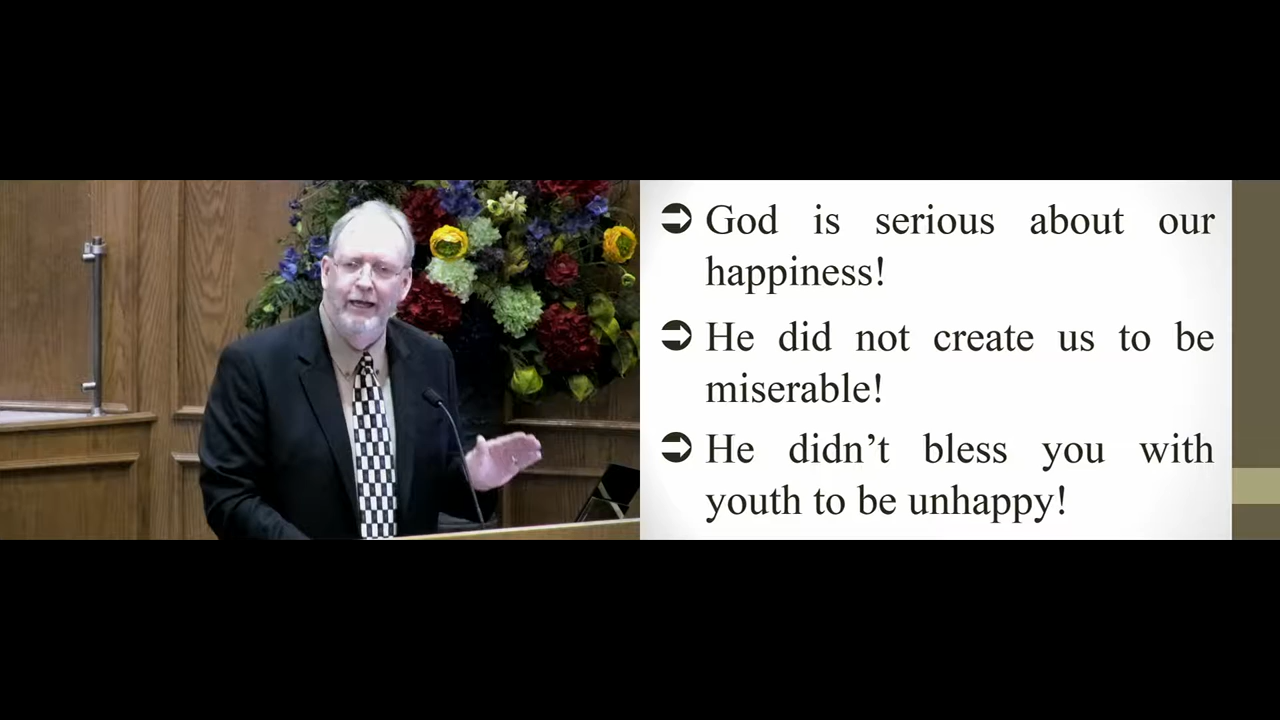 ➲ God is serious about our
happiness!
➲ He did not create us to be
miserable!
➲ He didn’t bless you with
youth to be unhappy!